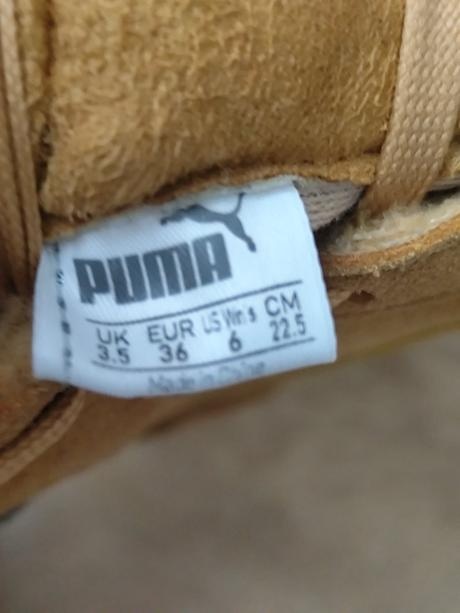 PUMA
UK EUR US Wn's CM
3.5 36 6 22.5
Made in China